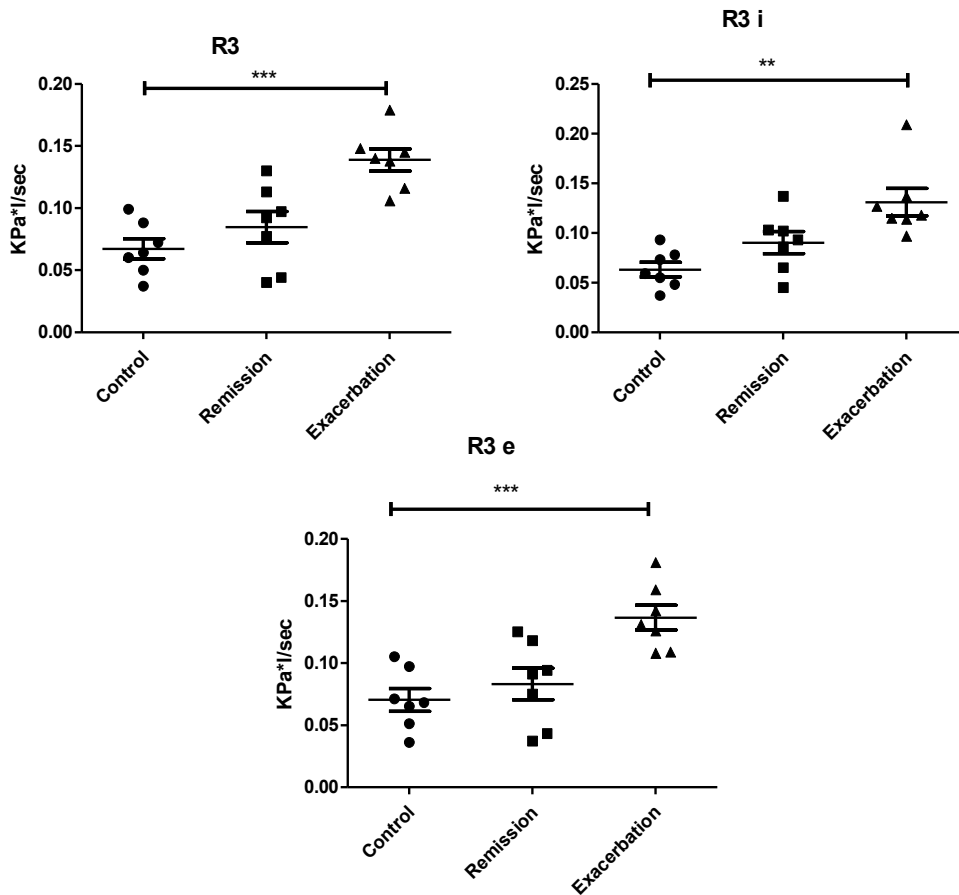 R3
***
0.20
0.15
0.10
0.05
0.00
KPa*l/sec
Control
Remission
Exacerbation
R3 i
**
0.25
0.20
0.15
0.10
0.05
0.00
KPa*l/sec
Control
Remission
Exacerbation
R3 e
***
0.20
0.15
0.10
0.05
0.00
KPa*l/sec
Control
Remission
Exacerbation